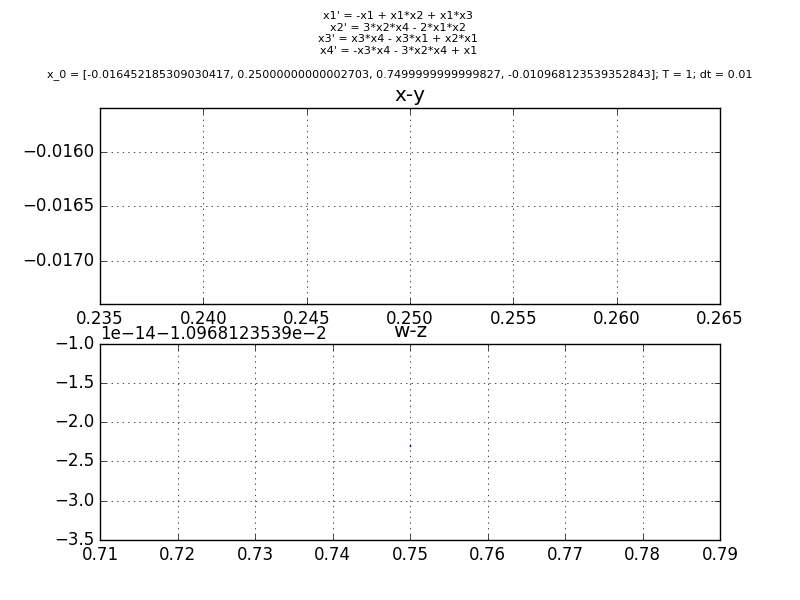 x1' = -x1 + x1*x2 + x1*x3
x2' = 3*x2*x4 - 2*x1*x2
x3' = x3*x4 - x3*x1 + x2*x1
x4' = -x3*x4 - 3*x2*x4 + x1
x_0 = [-0.016452185309030417, 0.25000000000002703, 0.7499999999999827, -0.010968123539352843]; T = 1; dt = 0.01
x-y
−0.0160
−0.0165
−0.0170
0.235 0.240 0.245 0.250 0.255 0.260 0.265
1e−14−1.0968123539e−2 w-z
−1.0
−1.5
−2.0
−2.5
−3.0
−3.5
0.71 0.72 0.73 0.74 0.75 0.76 0.77 0.78 0.79